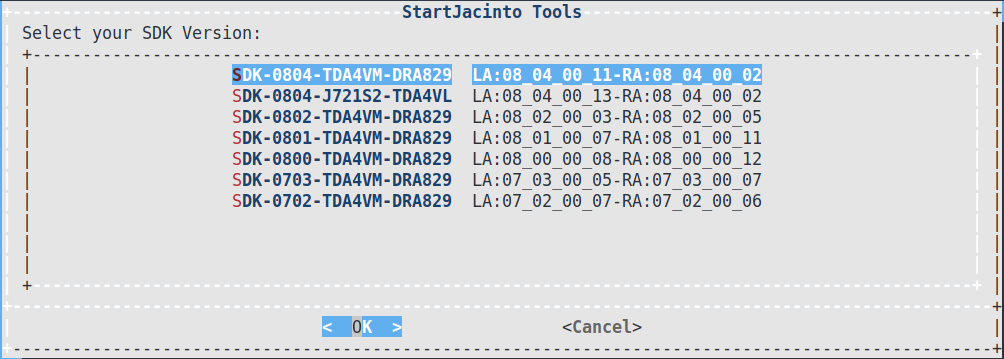 StartJacinto Tools
Select your SDK Version:
SDK-0804-TDA4VM-DRA829 LA:08_04_00_11-RA:08_04_00_02
SDK-0804-J721S2-TDA4VL LA:08_04_00_13-RA:08_04_00_02
SDK-0802-TDA4VM-DRA829 LA:08_02_00_03-RA:08_02_00_05
SDK-0801-TDA4VM-DRA829 LA:08_01_00_07-RA:08_01_00_11
SDK-0800-TDA4VM-DRA829 LA:08_00_00_08-RA:08_00_00_12
SDK-0703-TDA4VM-DRA829 LA:07_03_00_05-RA:07_03_00_07
SDK-0702-TDA4VM-DRA829 LA:07_02_00_07-RA:07_02_00_06
< OK > <Cancel>